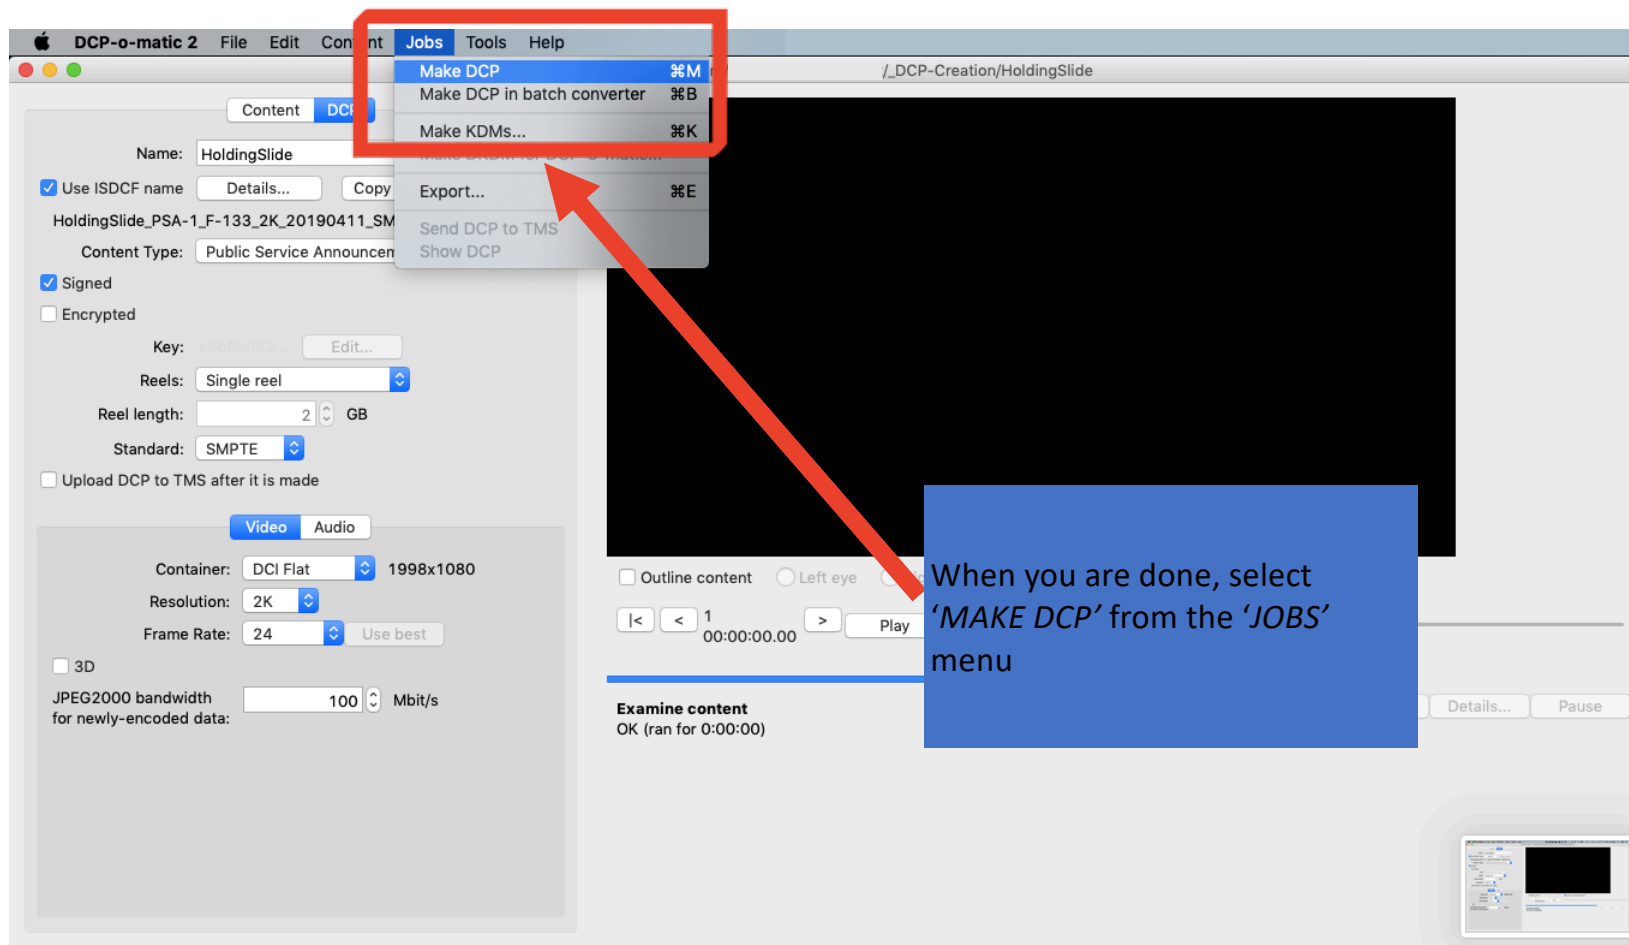 DCP-o-matic 2 File Edit Content Jobs Tools Help
/_DCP-Creation/HoldingSlide
Make DCP ⌘M
Make DCP in batch converter ⌘B
Make KDMs... ⌘K
Export... ⌘E
Send DCP to TMS
Show DCP
Content DCP
Name: HoldingSlide
Use ISDCF name Details... Copy
HoldingSlide_PSA-1_F-133_2K_20190411_SM
Content Type: Public Service Announcem
Signed
Encrypted
Key: Edit...
Reels: Single reel
Reel length: 2 GB
Standard: SMPTE
Upload DCP to TMS after it is made
Video Audio
Container: DCI Flat 1998x1080
Resolution: 2K
Frame Rate: 24 Use best
3D
JPEG2000 bandwidth
for newly-encoded data: 100 Mbit/s
Outline content Left eye
|< < 1
00:00:00.00 > Play
Examine content
OK (ran for 0:00:00)
Details... Pause
When you are done, select
‘MAKE DCP’ from the ‘JOBS’
menu